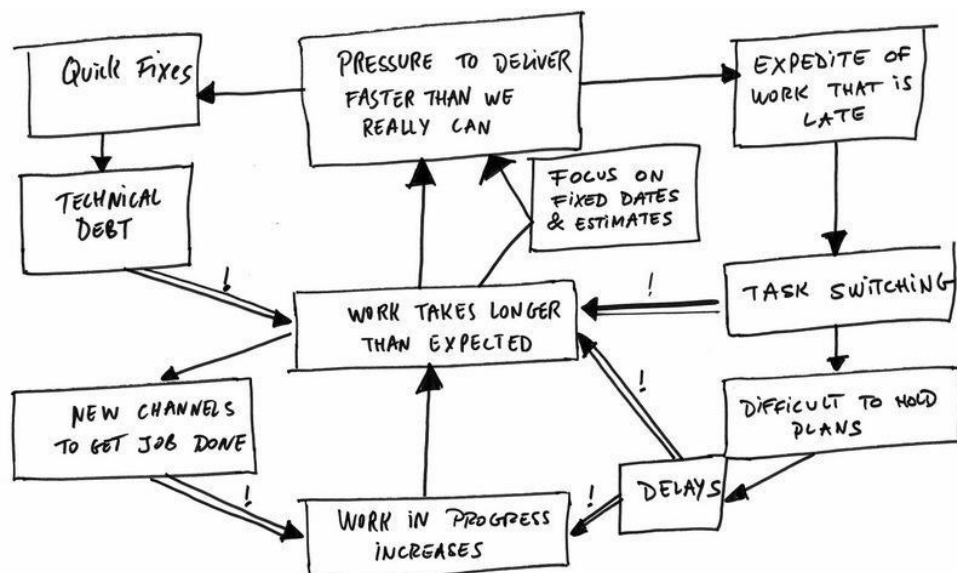 Quick Fixes
PRESSURE TO DELIVER
FASTER THAN WE
REALLY CAN
EXPEDITE OF
WORK THAT IS
LATE
TECHNICAL
DEBT
FOCUS ON
FIXED DATES
& ESTIMATES
!
!
WORK TAKES LONGER
THAN EXPECTED
TASK SWITCHING
!
NEW CHANNELS
TO GET JOB DONE
DIFFICULT TO HOLD
PLANS
!
!
DELAYS
WORK IN PROGRESS
INCREASES